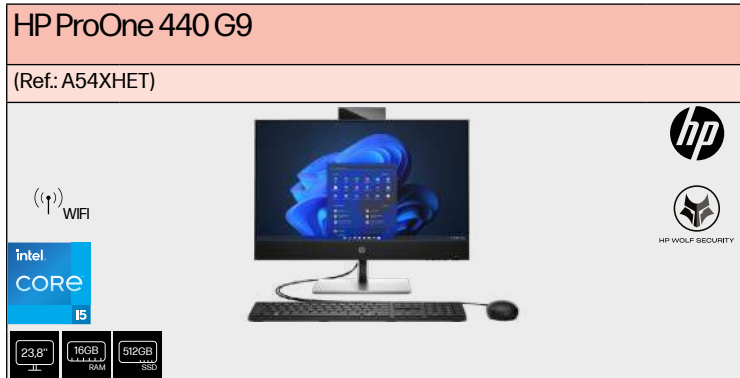 HP ProOne 440 G9
(Ref.: A54XHET)
hp
WIFI
HP WOLF SECURITY
intel.
CORE
i5
23,8"
16GB
RAM
512GB
SSD